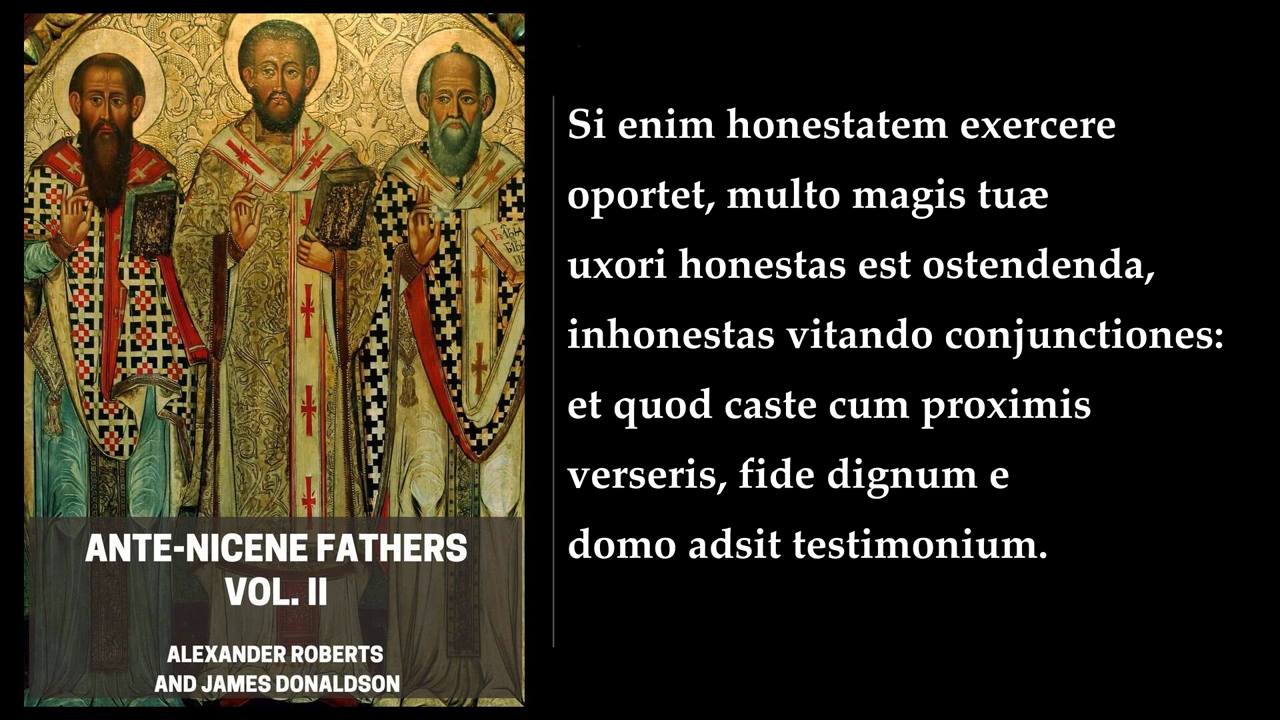 ANTE-NICENE FATHERS
VOL. II
ALEXANDER ROBERTS
AND JAMES DONALDSON
Si enim honestatem exercere
oportet, multo magis tuæ
uxori honestas est ostendenda,
inhonestas vitando conjunctiones:
et quod caste cum proximis
verseris, fide dignum e
domo adsit testimonium.